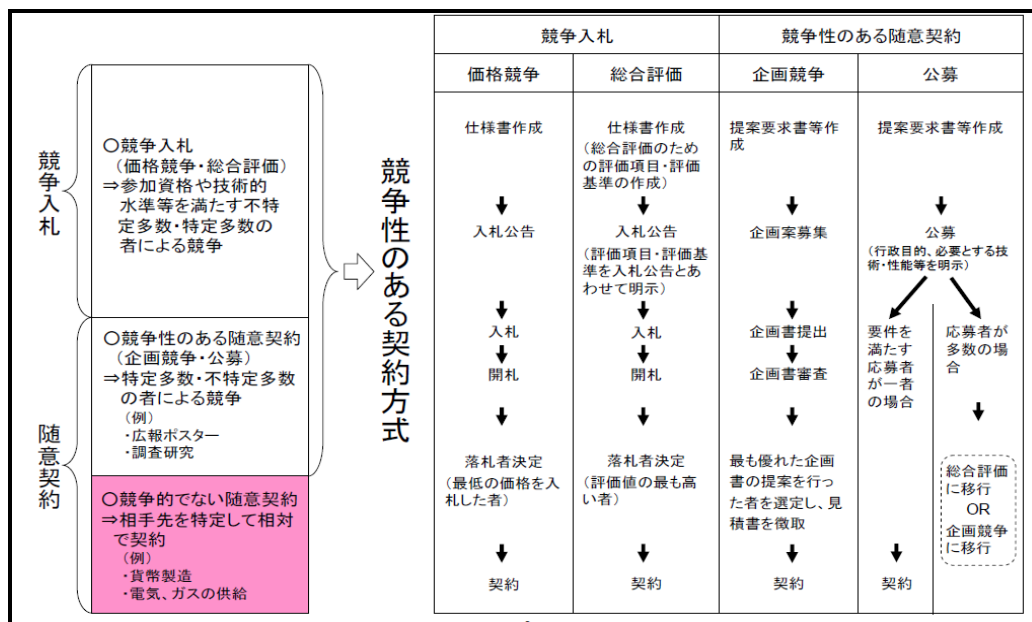 競争入札
随意契約
〇競争入札
(価格競争・総合評価)
⇒参加資格や技術的
水準等を満たす不特
定多数・特定多数の
者による競争
〇競争性のある随意契約
(企画競争・公募)
⇒特定多数・不特定多数
の者による競争
(例)
・広報ポスター
・調査研究
〇競争的でない随意契約
⇒相手先を特定して相対
で契約
(例)
・貨幣製造
・電気、ガスの供給
競争性のある契約方式
競争入札
競争性のある随意契約
価格競争
総合評価
企画競争
公募
仕様書作成
入札公告
入札
開札
落札者決定
(最低の価格を入
札した者)
契約
仕様書作成
(総合評価のため
の評価項目・評価
基準の作成)
入札公告
(評価項目・評価基
準を入札公告とあ
わせて明示)
入札
開札
落札者決定
(評価値の最も高
い者)
契約
提案要求書等作
成
企画案募集
企画書提出
企画書審査
最も優れた企画
書の提案を行っ
た者を選定し、見
積書を徴取
契約
提案要求書等作成
公募
(行政目的、必要とする技
術・性能等を明示)
要件を
満たす
応募者
が一者
の場合
契約
応募者が
多数の場
合
総合評価
に移行
OR
企画競争
に移行